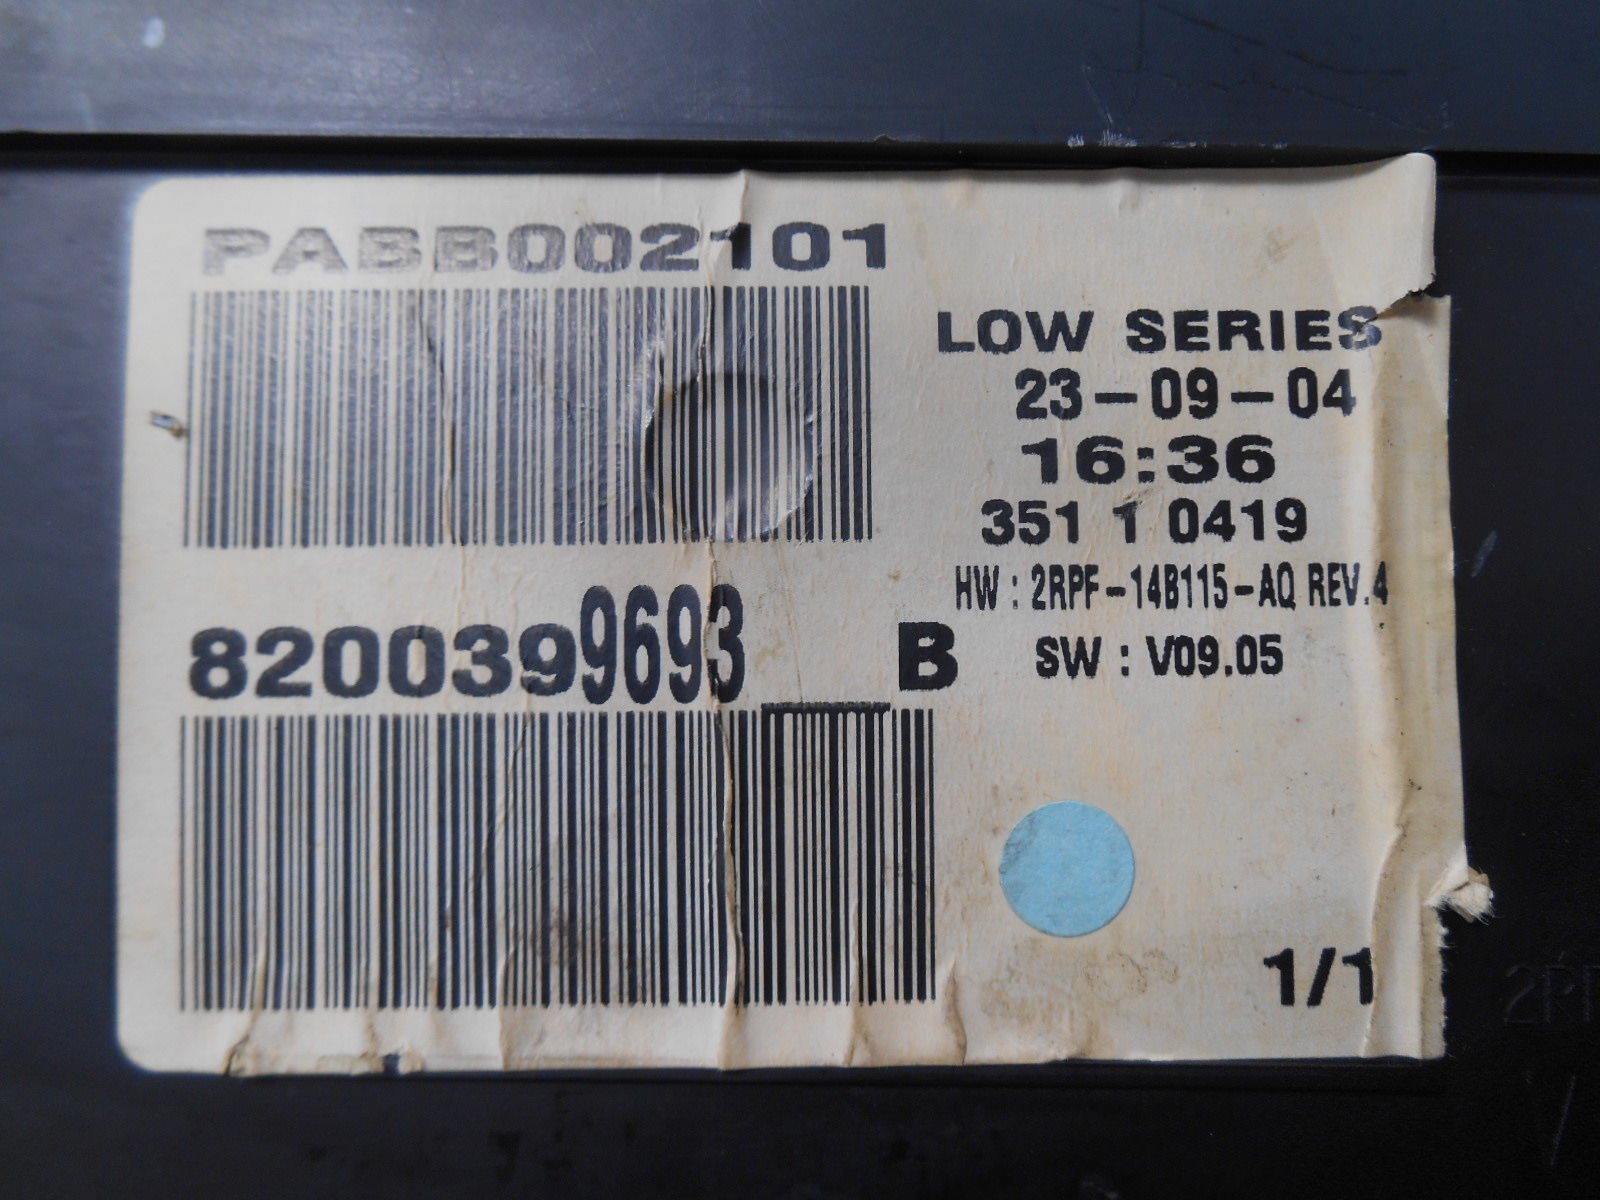 PABB002101
LOW SERIES
23-09-04
16:36
351 1 0419
HW : 2RPF-14B115-AQ REV.4
8200399693__B
SW : V09.05
1/1